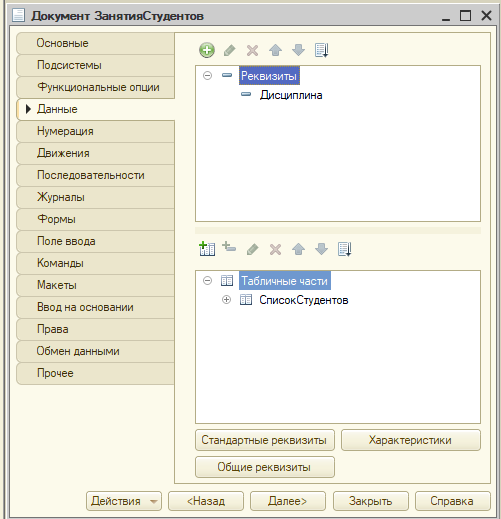 Документ ЗанятияСтудентов
Основные
Подсистемы
Функциональные опции
Данные
Нумерация
Движения
Последовательности
Журналы
Формы
Поле ввода
Команды
Макеты
Ввод на основании
Права
Обмен данными
Прочее
Реквизиты
Дисциплина
Табличные части
СписокСтудентов
Стандартные реквизиты
Характеристики
Общие реквизиты
Действия
<Назад
Далее>
Закрыть
Справка